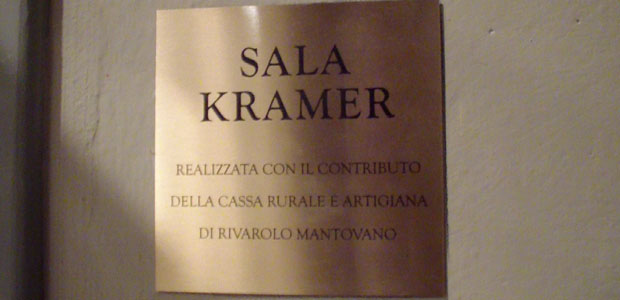 SALA
KRAMER
REALIZZATA CON IL CONTRIBUTO
DELLA CASSA RURALE E ARTIGIANA
DI RIVAROLO MANTOVANO